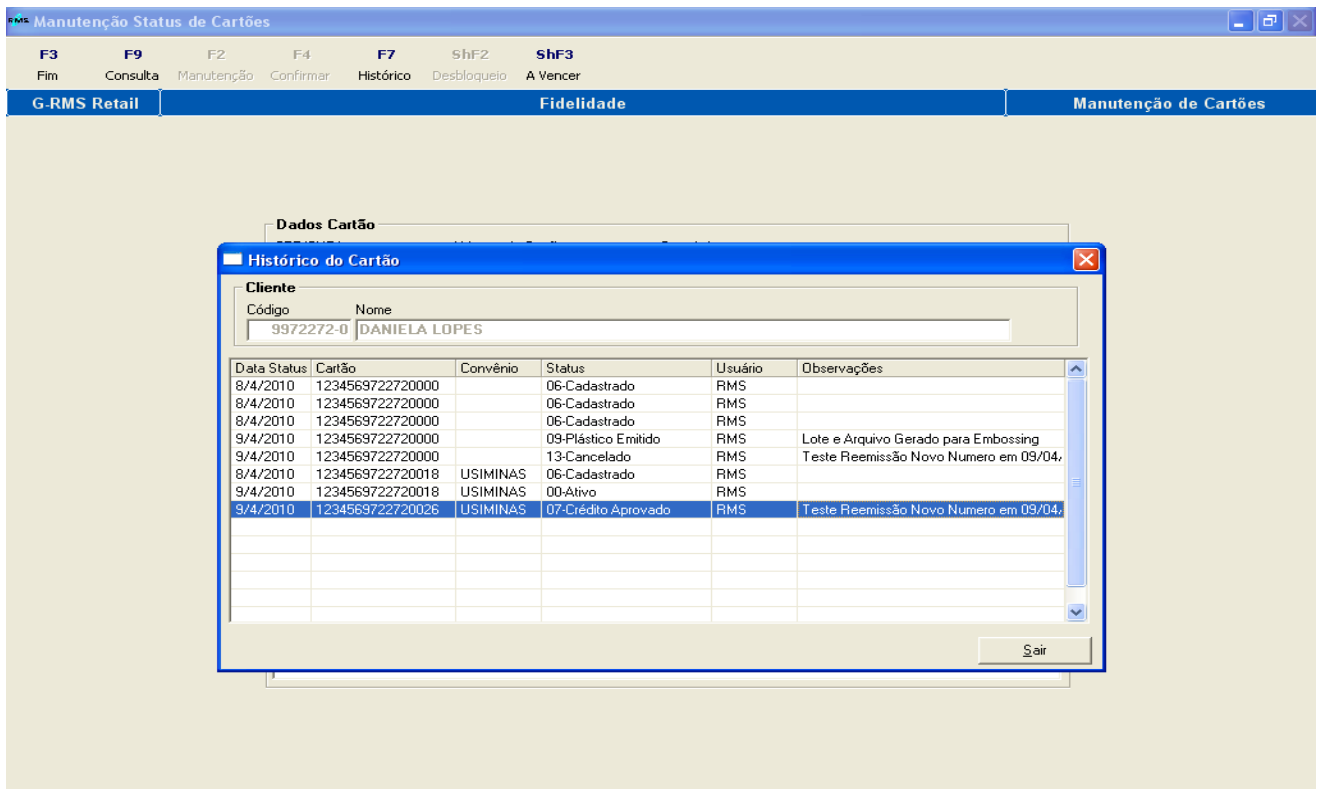 RMS Manutenção Status de Cartões
F3 F9 F2 F4 F7 ShF2 ShF3
Fim Consulta Manutenção Confirmar Histórico Desbloqueio A Vencer
G-RMS Retail Fidelidade Manutenção de Cartões
Dados Cartão
Histórico do Cartão
Cliente
Código Nome
9972272-0 DANIELA LOPES
Data Status Cartão Convênio Status Usuário Observações
8/4/2010 1234569722720000 06-Cadastrado RMS
8/4/2010 1234569722720000 06-Cadastrado RMS
8/4/2010 1234569722720000 06-Cadastrado RMS
9/4/2010 1234569722720000 09-Plástico Emitido RMS Lote e Arquivo Gerado para Embossing
9/4/2010 1234569722720000 13-Cancelado RMS Teste Reemissão Novo Numero em 09/04/
8/4/2010 1234569722720018 USIMINAS 06-Cadastrado RMS
9/4/2010 1234569722720018 USIMINAS 00-Ativo RMS
9/4/2010 1234569722720026 USIMINAS 07-Crédito Aprovado RMS Teste Reemissão Novo Numero em 09/04/
Sair